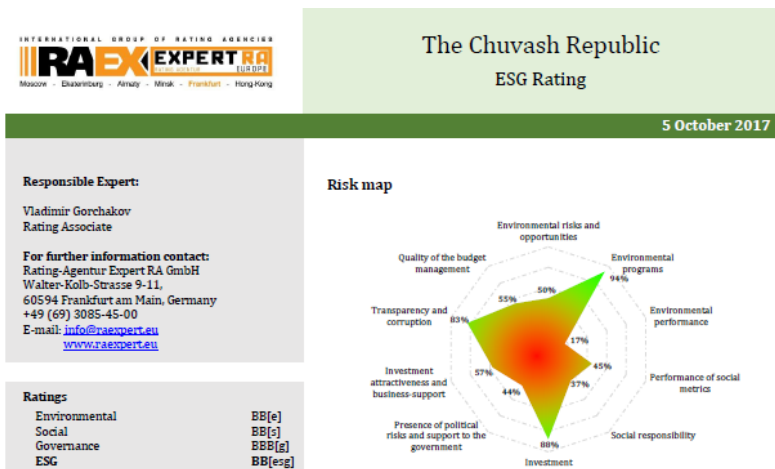 INTERNATIONAL GROUP OF RATING AGENCIES
RAEX EXPERT RA
RATING AGENTUR EUROPE
Moscow - Ekaterinburg - Almaty - Minsk - Frankfurt - Hong-Kong
The Chuvash Republic
ESG Rating
5 October 2017
Responsible Expert:
Vladimir Gorchakov
Rating Associate
For further information contact:
Rating-Agentur Expert RA GmbH
Walter-Kolb-Strasse 9-11,
60594 Frankfurt am Main, Germany
+49 (69) 3085-45-00
E-mail: info@raexpert.eu
www.raexpert.eu
Ratings
Environmental BB[e]
Social BB[s]
Governance BBB[g]
ESG BB[esg]
Risk map
Environmental risks and
opportunities
50%
Environmental
programs
94%
Environmental
performance
17%
Performance of social
metrics
45%
Social responsibility
37%
Investment
88%
Presence of political
risks and support to the
government
44%
Investment
attractiveness and
business-support
57%
Transparency and
corruption
83%
Quality of the budget
management
55%